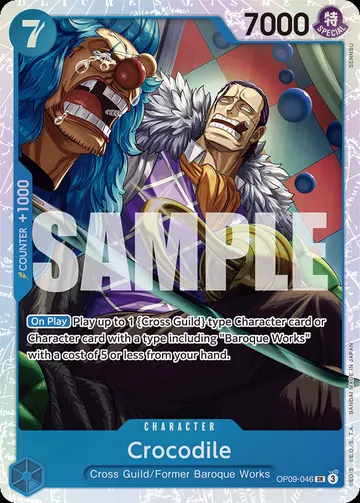 7
7000
特
SPECIAL
SENNSU
COUNTER +1000
SAMPLE
On Play Play up to 1 {Cross Guild} type Character card or
Character card with a type including "Baroque Works"
with a cost of 5 or less from your hand.
CHARACTER
Crocodile
Cross Guild/Former Baroque Works
OP09-046 SR 3
BANDAI MADE IN JAPAN